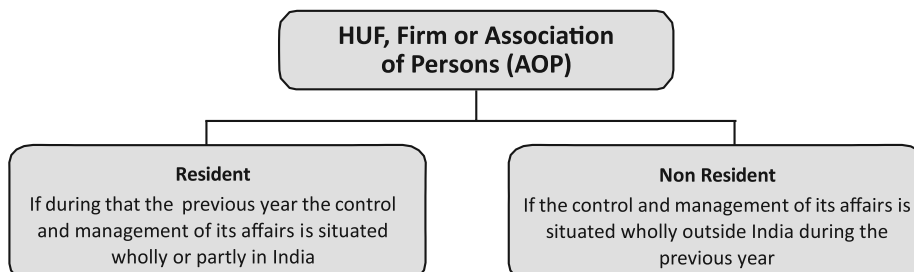 HUF, Firm or Association
of Persons (AOP)
Resident
If during that the previous year the control
and management of its affairs is situated
wholly or partly in India
Non Resident
If the control and management of its affairs is
situated wholly outside India during the
previous year